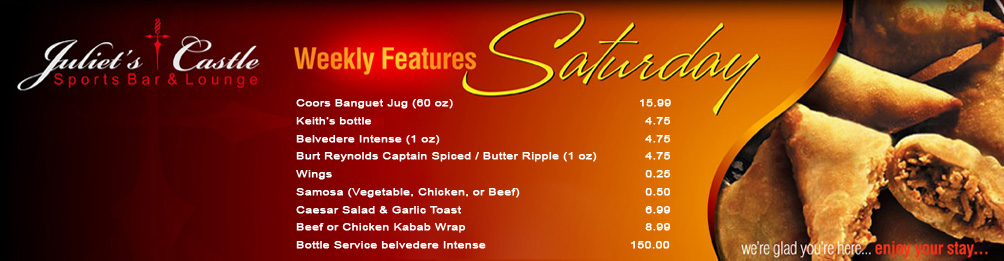 Juliet's Castle
Sports Bar & Lounge
Weekly Features
Saturday
Coors Banguet Jug (60 oz) 15.99
Keith's bottle 4.75
Belvedere Intense (1 oz) 4.75
Burt Reynolds Captain Spiced / Butter Ripple (1 oz) 4.75
Wings 0.25
Samosa (Vegetable, Chicken, or Beef) 0.50
Caesar Salad & Garlic Toast 6.99
Beef or Chicken Kabab Wrap 8.99
Bottle Service belvedere Intense 150.00
we're glad you're here... enjoy your stay...